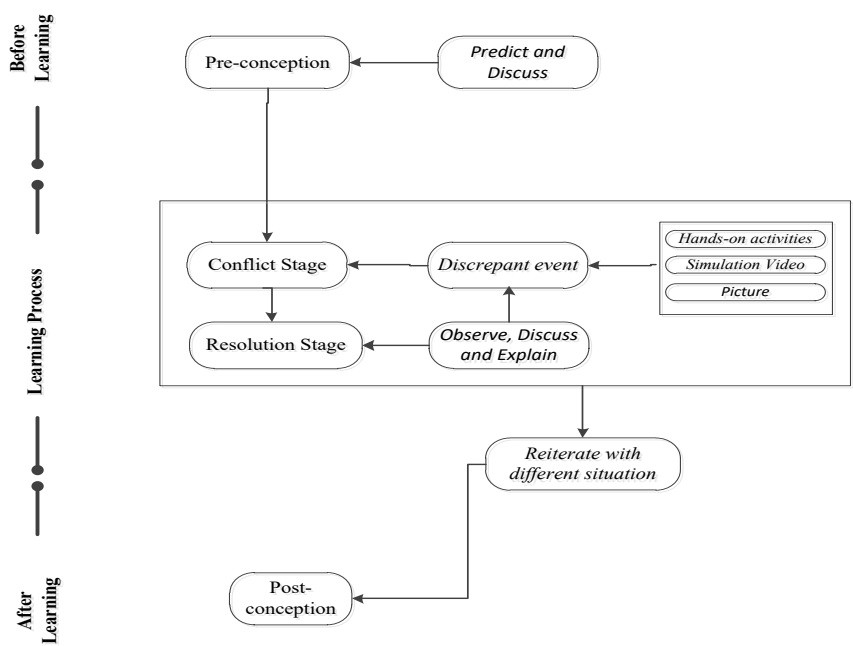 Before
Learning
Pre-conception
Predict and
Discuss
Learning Process
Conflict Stage
Discrepant event
Hands-on activities
Simulation Video
Picture
Resolution Stage
Observe, Discuss
and Explain
Reiterate with
different situation
After
Learning
Post-
conception